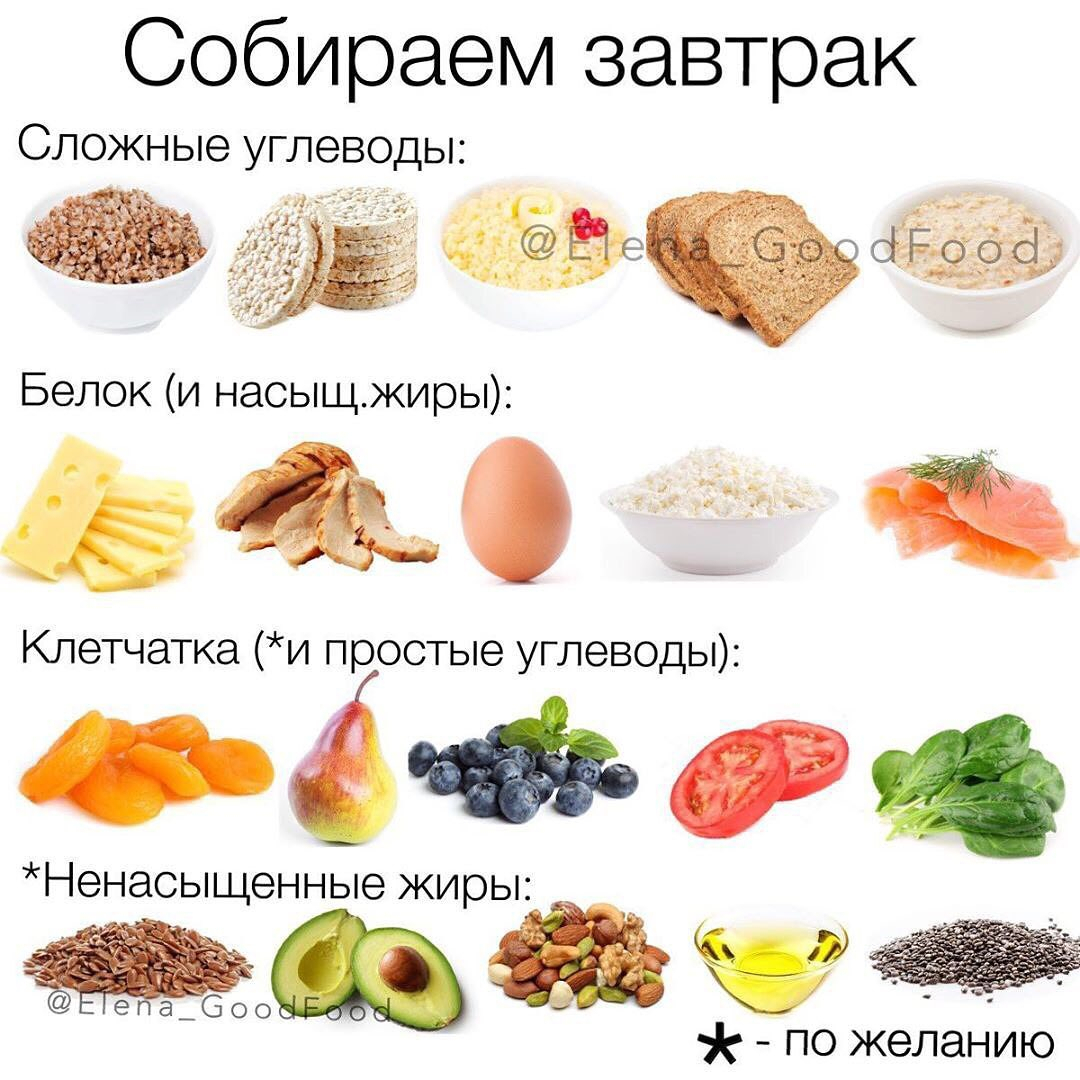 Собираем завтрак
Сложные углеводы:
@Elena_GoodFood
Белок (и насыщ.жиры):
Клетчатка (*и простые углеводы):
*Ненасыщенные жиры:
@Elena_GoodFood
* - по желанию